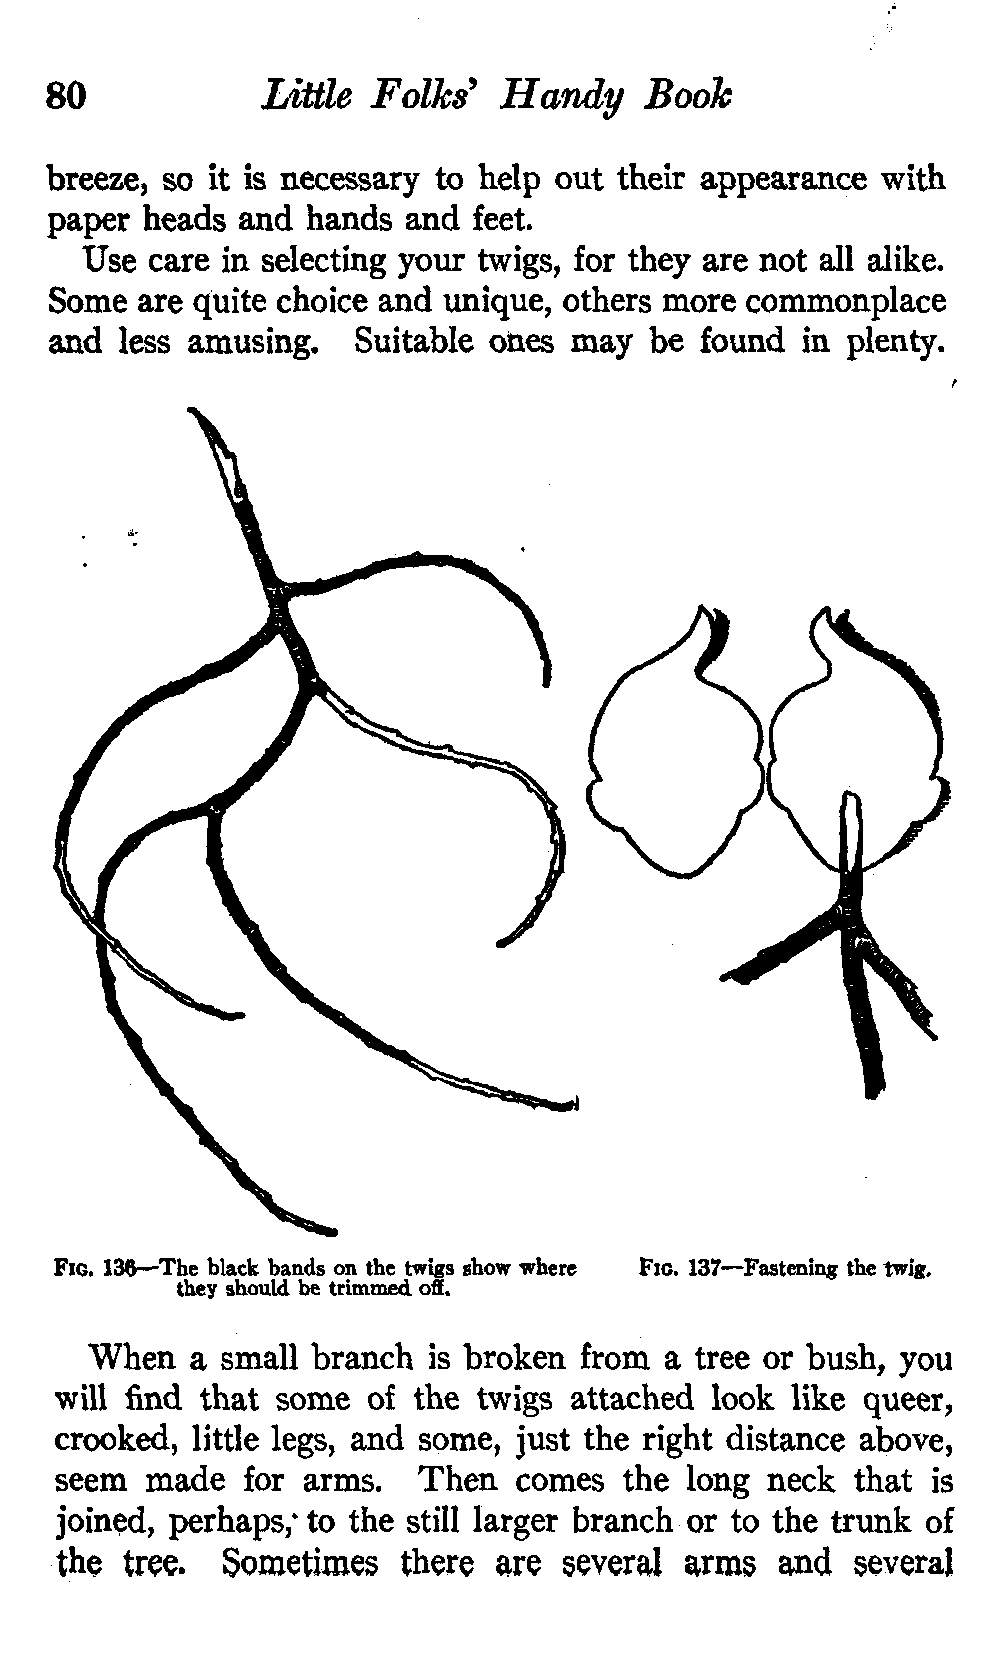 80 Little Folks' Handy Book
breeze, so it is necessary to help out their appearance with
paper heads and hands and feet.
Use care in selecting your twigs, for they are not all alike.
Some are quite choice and unique, others more commonplace
and less amusing. Suitable ones may be found in plenty.
FIG. 136—The black bands on the twigs show where
they should be trimmed off.
FIG. 137—Fastening the twig.
When a small branch is broken from a tree or bush, you
will find that some of the twigs attached look like queer,
crooked, little legs, and some, just the right distance above,
seem made for arms. Then comes the long neck that is
joined, perhaps, to the still larger branch or to the trunk of
the tree. Sometimes there are several arms and several